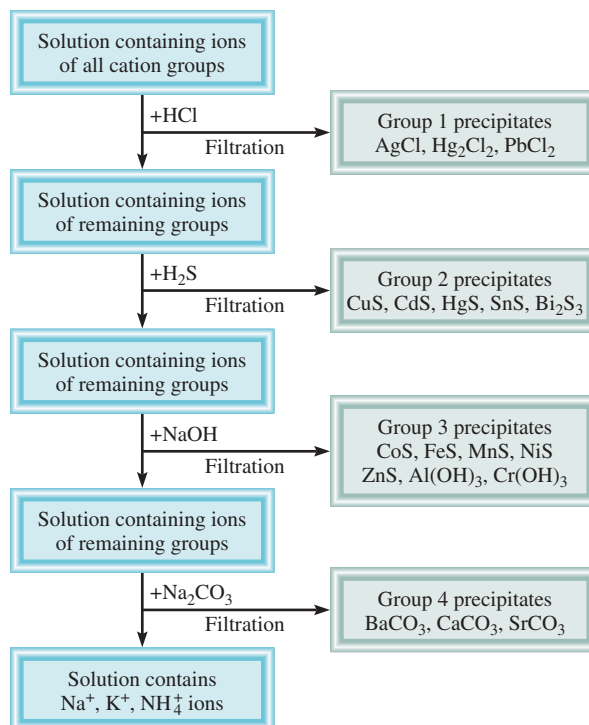 Solution containing ions
of all cation groups
+HCl
Filtration
Group 1 precipitates
AgCl, Hg₂Cl₂, PbCl₂
Solution containing ions
of remaining groups
+H₂S
Filtration
Group 2 precipitates
CuS, CdS, HgS, SnS, Bi₂S₃
Solution containing ions
of remaining groups
+NaOH
Filtration
Group 3 precipitates
CoS, FeS, MnS, NiS
ZnS, Al(OH)₃, Cr(OH)₃
Solution containing ions
of remaining groups
+Na₂CO₃
Filtration
Group 4 precipitates
BaCO₃, CaCO₃, SrCO₃
Solution contains
Na⁺, K⁺, NH₄⁺ ions